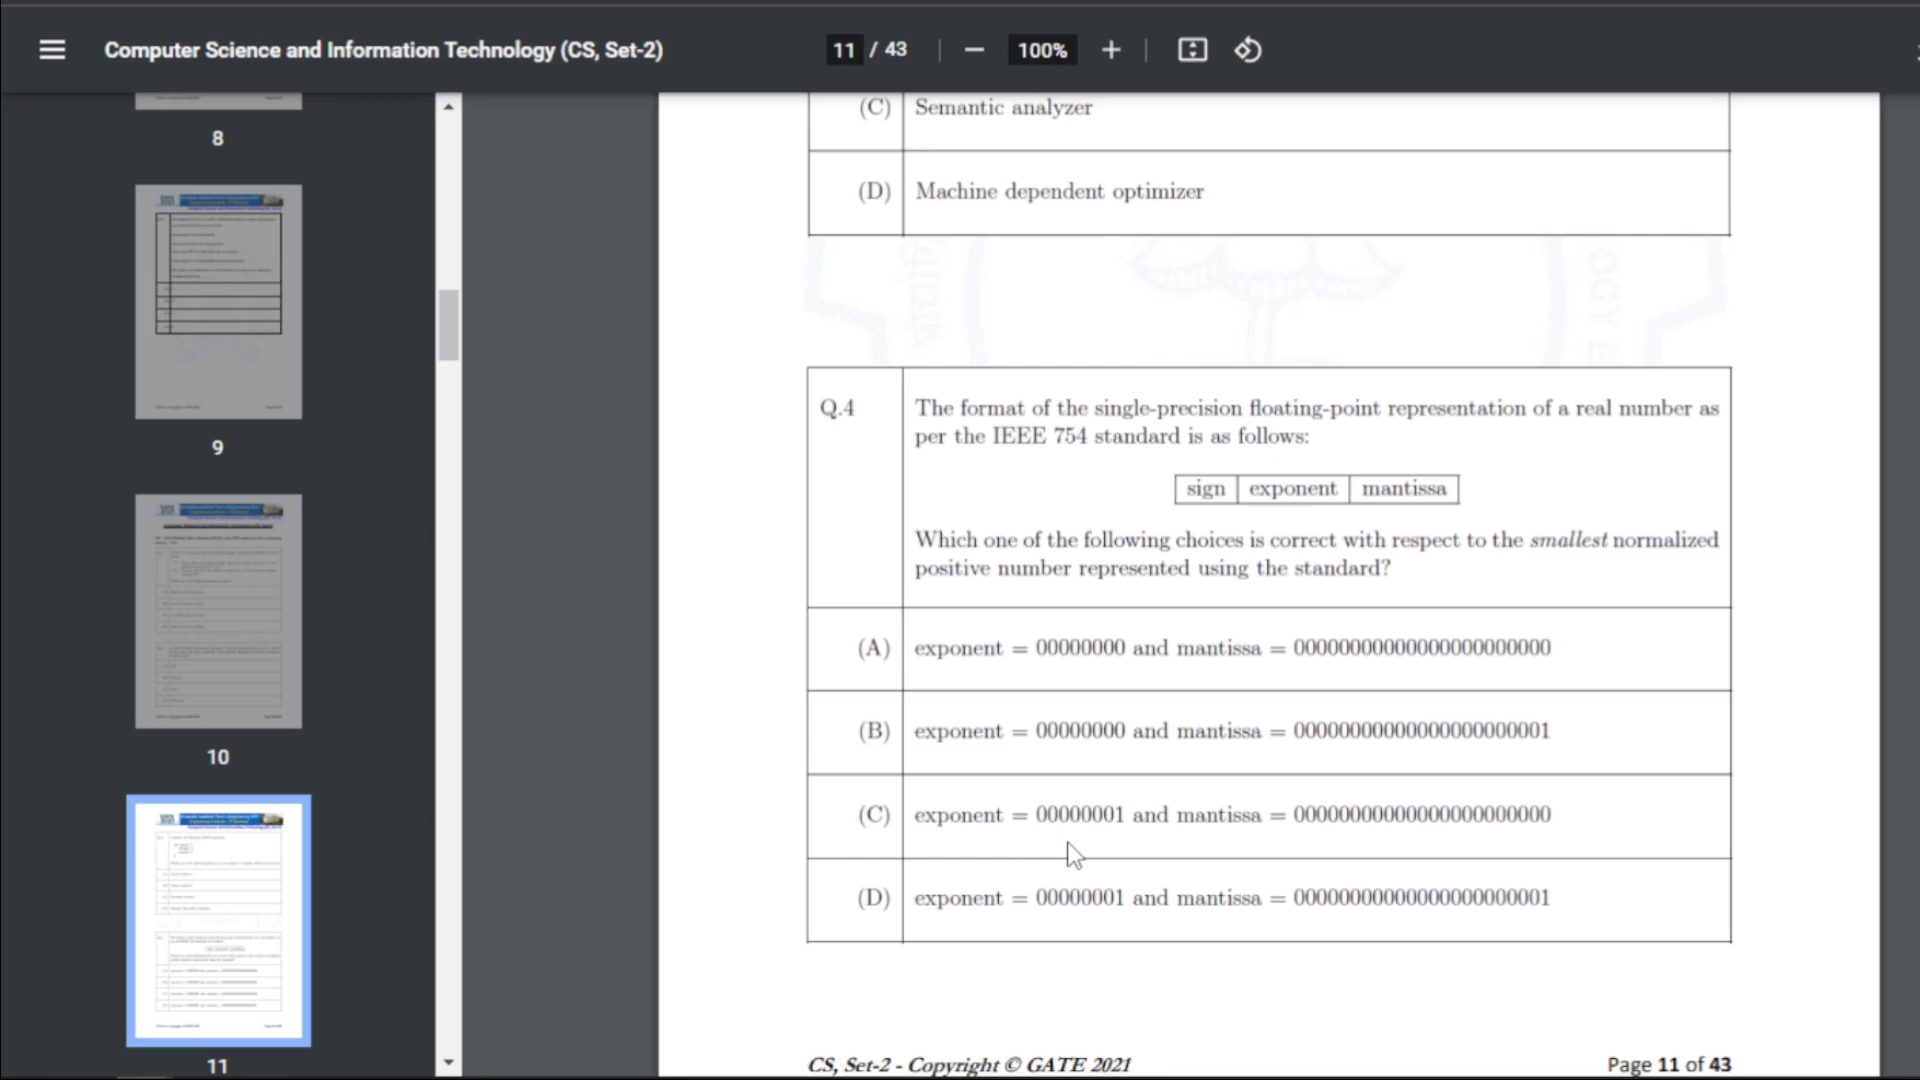 Computer Science and Information Technology (CS, Set-2)
11 / 43
100%
8
9
10
11
(C) Semantic analyzer
(D) Machine dependent optimizer
Q.4 The format of the single-precision floating-point representation of a real number as
per the IEEE 754 standard is as follows:
sign exponent mantissa
Which one of the following choices is correct with respect to the smallest normalized
positive number represented using the standard?
(A) exponent = 00000000 and mantissa = 00000000000000000000000
(B) exponent = 00000000 and mantissa = 00000000000000000000001
(C) exponent = 00000001 and mantissa = 00000000000000000000000
(D) exponent = 00000001 and mantissa = 00000000000000000000001
CS, Set-2 - Copyright © GATE 2021
Page 11 of 43